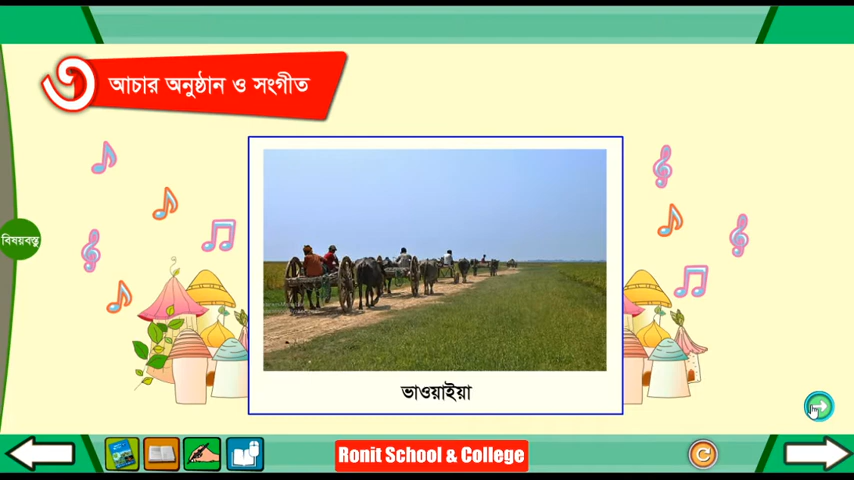 ৩ আচার অনুষ্ঠান ও সংগীত
বিষয়বস্তু
ভাওয়াইয়া
Ronit School & College